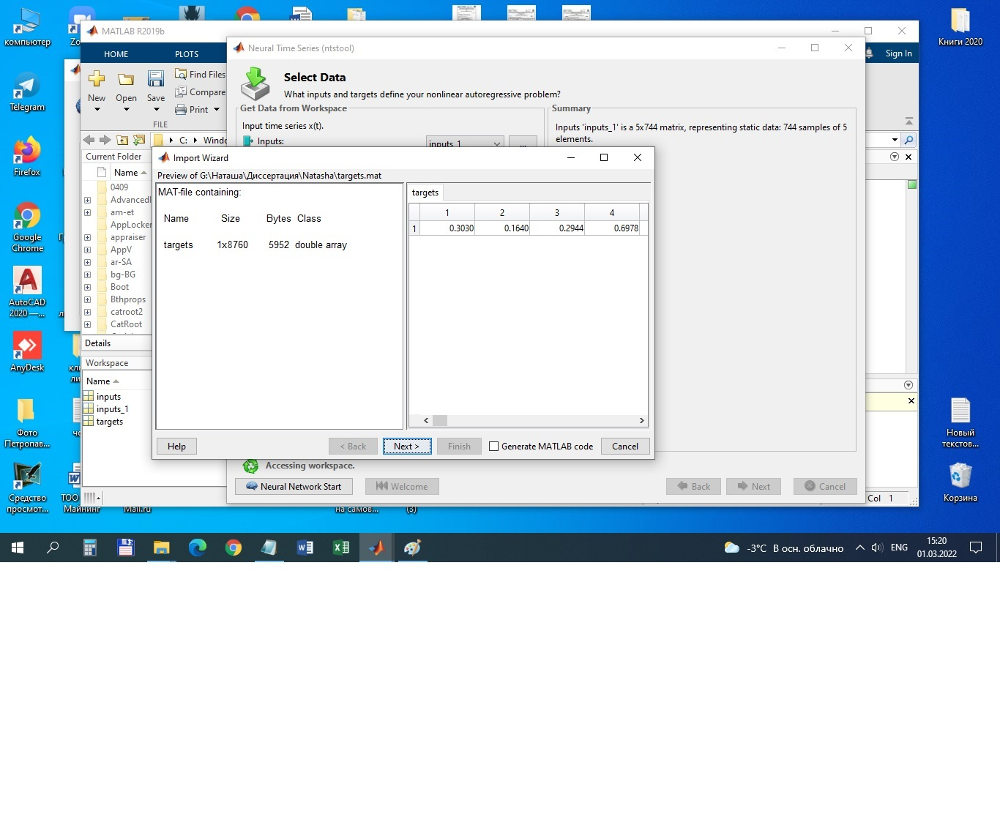 компьютер
Zo
Книги 2020
MATLAB R2019b
HOME
PLOTS
Sign In
Neural Time Series (ntstool)
New
Open
Save
Find Files
Compare
Print
FILE
Select Data
What inputs and targets define your nonlinear autoregressive problem?
Get Data from Workspace
Input time series x(t).
Inputs:
inputs_1
...
Summary
Inputs 'inputs_1' is a 5x744 matrix, representing static data: 744 samples of 5
elements.
C:
Current Folder
Name
0409
am-et
AppLocker
appraiser
AppV
ar-SA
bg-BG
Boot
Bthprops
catroot2
CatRoot
Details
Workspace
Name
inputs
inputs_1
targets
Import Wizard
Preview of G:\Наташа\Диссертация\Natasha\targets.mat
MAT-file containing:
Name Size Bytes Class
targets 1x8760 5952 double array
targets
1 2 3 4
1 0.3030 0.1640 0.2944 0.6978
Help
< Back
Next >
Finish
Generate MATLAB code
Cancel
Accessing workspace.
Neural Network Start
Welcome
Back
Next
Cancel
Col 1
Telegram
Firefox
Google
Chrome
AutoCAD
2020 —...
AnyDesk
Фото
Петропав...
Средство
просмот...
ТОО
Майнинг
Mail.ru
на самов...
(3)
Новый
текстов...
Корзина
-3°C В осн. облачно
ENG
15:20
01.03.2022